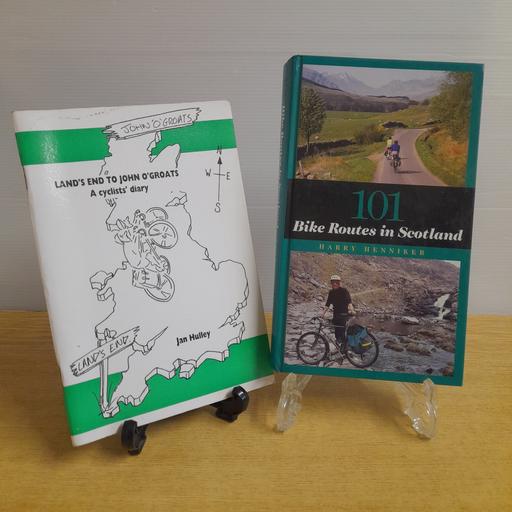 JOHN 'O' GROATS
LAND'S END TO JOHN O'GROATS
A cyclists' diary
N
W E
S
Jan Hulley
LAND'S END
101
Bike Routes in Scotland
HARRY HENNIKER